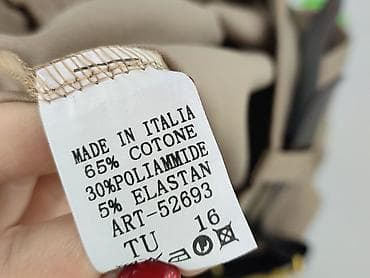 MADE IN ITALIA
65% COTONE
30%POLIAMMIDE
5% ELASTAN
ART-52693
TU 16